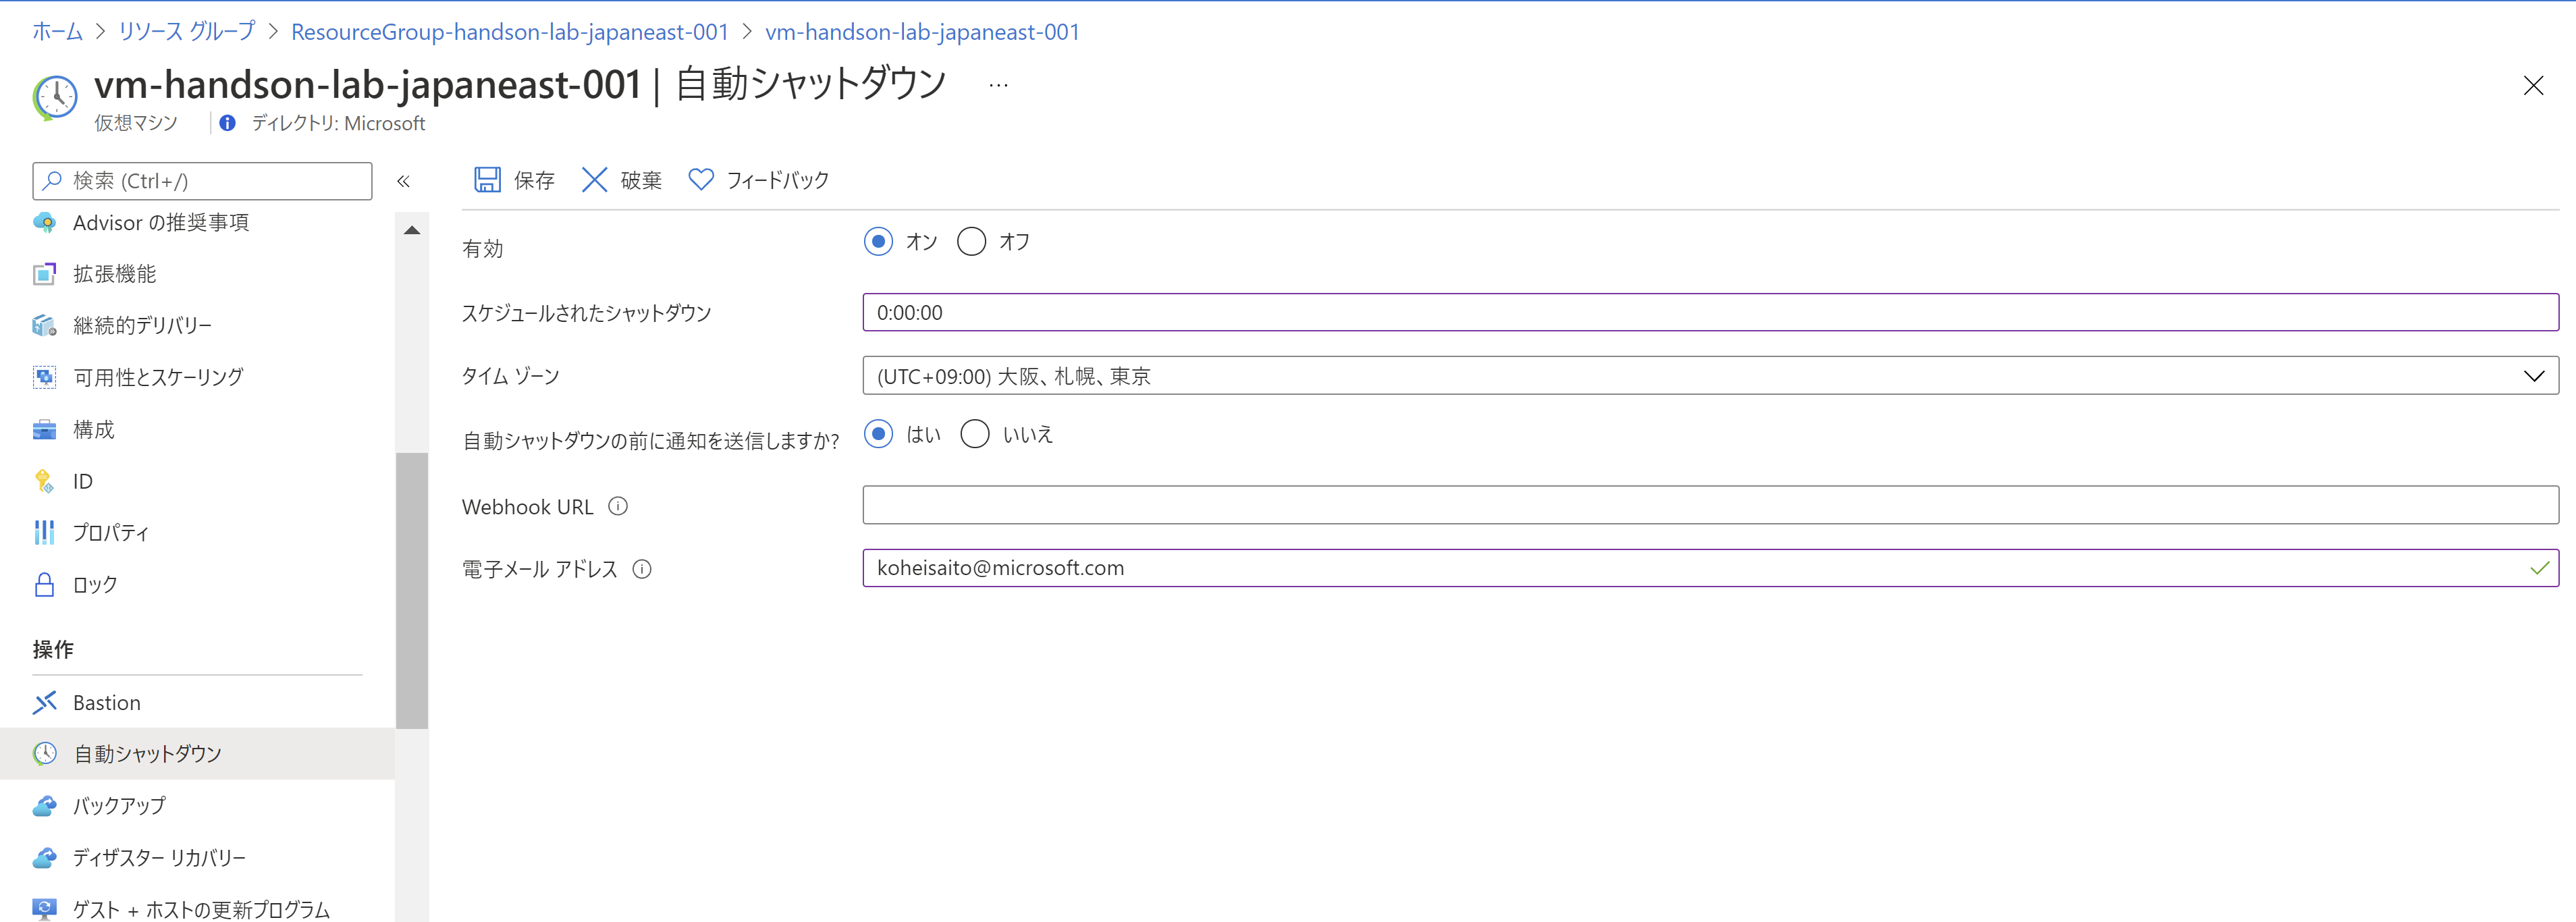 ホーム > リソース グループ > ResourceGroup-handson-lab-japaneast-001 > vm-handson-lab-japaneast-001
vm-handson-lab-japaneast-001 | 自動シャットダウン ...
仮想マシン | ディレクトリ: Microsoft
検索 (Ctrl+/)
«
Advisor の推奨事項
拡張機能
継続的デリバリー
可用性とスケーリング
構成
ID
プロパティ
ロック
操作
Bastion
自動シャットダウン
バックアップ
ディザスター リカバリー
ゲスト + ホストの更新プログラム
保存 破棄 フィードバック
有効 オン オフ
スケジュールされたシャットダウン 0:00:00
タイム ゾーン (UTC+09:00) 大阪、札幌、東京
自動シャットダウンの前に通知を送信しますか? はい いいえ
Webhook URL
電子メール アドレス koheisaito@microsoft.com